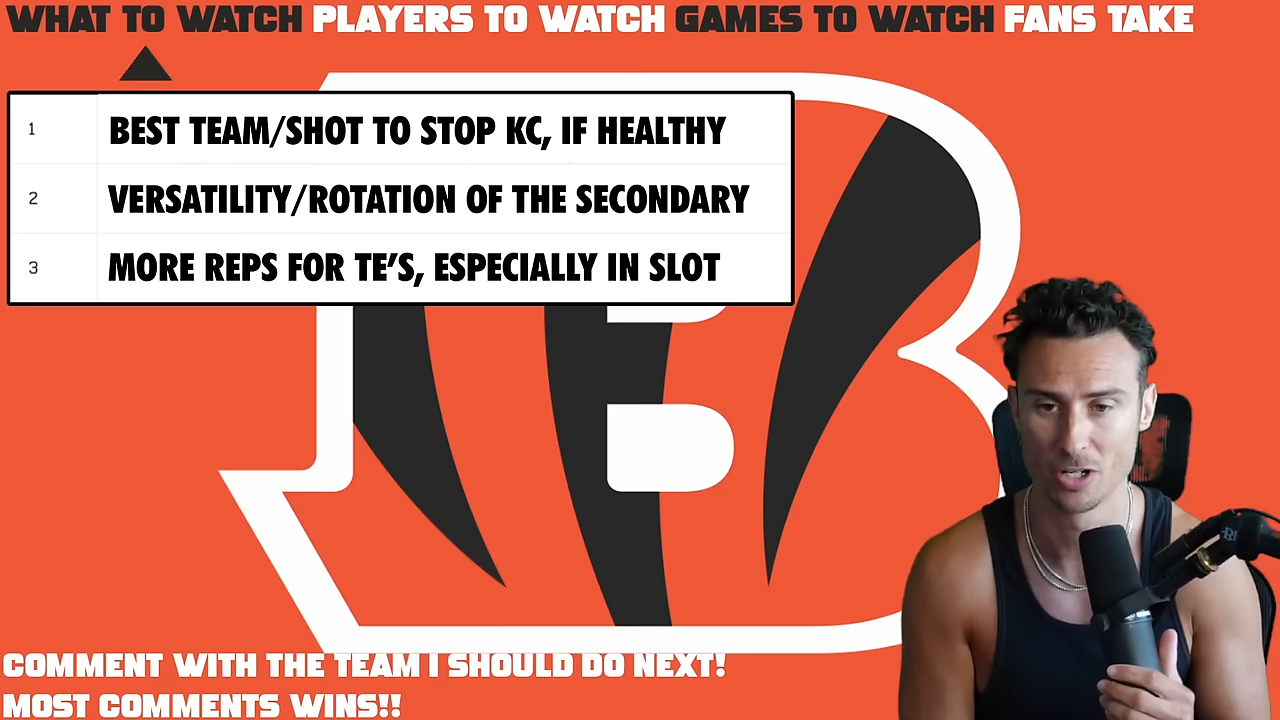 WHAT TO WATCH PLAYERS TO WATCH GAMES TO WATCH FANS TAKE
1 BEST TEAM/SHOT TO STOP KC, IF HEALTHY
2 VERSATILITY/ROTATION OF THE SECONDARY
3 MORE REPS FOR TE'S, ESPECIALLY IN SLOT
COMMENT WITH THE TEAM I SHOULD DO NEXT!
MOST COMMENTS WINS!!